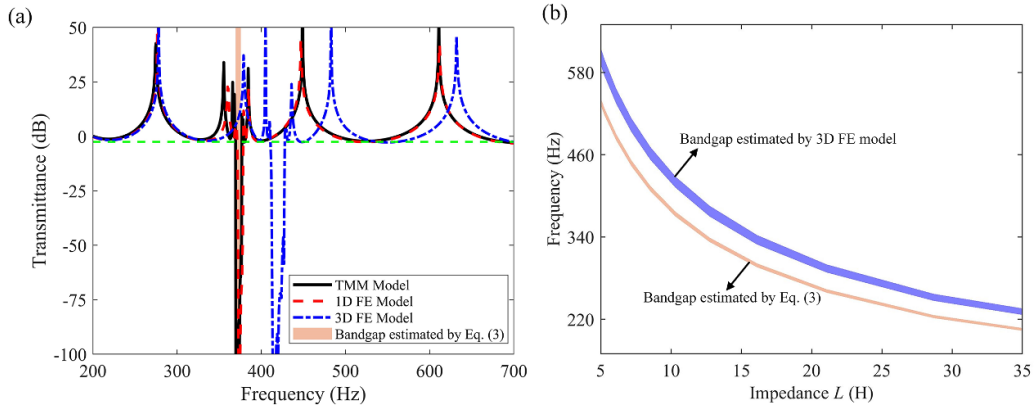 (a)
50
25
0
-25
-50
-75
-100
Transmittance (dB)
TMM Model
1D FE Model
3D FE Model
Bandgap estimated by Eq. (3)
200
300
400
500
600
700
Frequency (Hz)
(b)
580
460
340
220
Frequency (Hz)
Bandgap estimated by 3D FE model
Bandgap estimated by Eq. (3)
5
10
15
20
25
30
35
Impedance L (H)